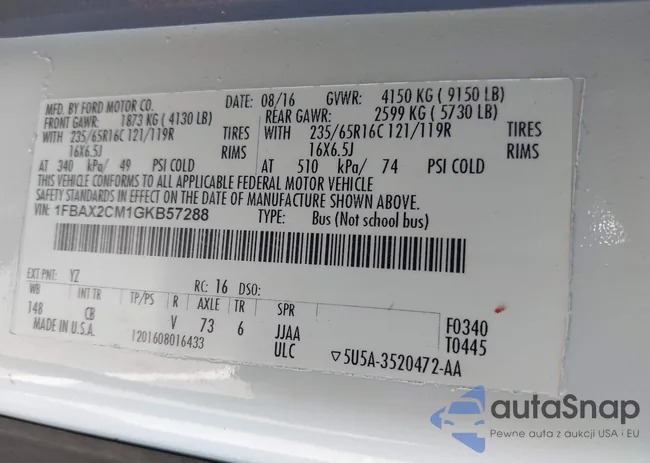 MFD. BY FORD MOTOR CO. DATE: 08/16 GVWR: 4150 KG ( 9150 LB)
FRONT GAWR: 1873 KG ( 4130 LB) REAR GAWR: 2599 KG ( 5730 LB)
WITH 235/65R16C 121/119R TIRES WITH 235/65R16C 121/119R TIRES
16X6.5J RIMS 16X6.5J RIMS
AT 340 kPa/ 49 PSI COLD AT 510 kPa/ 74 PSI COLD
THIS VEHICLE CONFORMS TO ALL APPLICABLE FEDERAL MOTOR VEHICLE
SAFETY STANDARDS IN EFFECT ON THE DATE OF MANUFACTURE SHOWN ABOVE.
VIN: 1FBAX2CM1GKB57288 TYPE: Bus (Not school bus)
EXT PNT: YZ RC: 16 DSO:
WB INT TR TP/PS R AXLE TR SPR
148 CB V 73 6 JJAA F0340
MADE IN U.S.A. 1201608016433 ULC ▽5U5A-3520472-AA T0445
autaSnap
Pewne auta z aukcji USA i EU